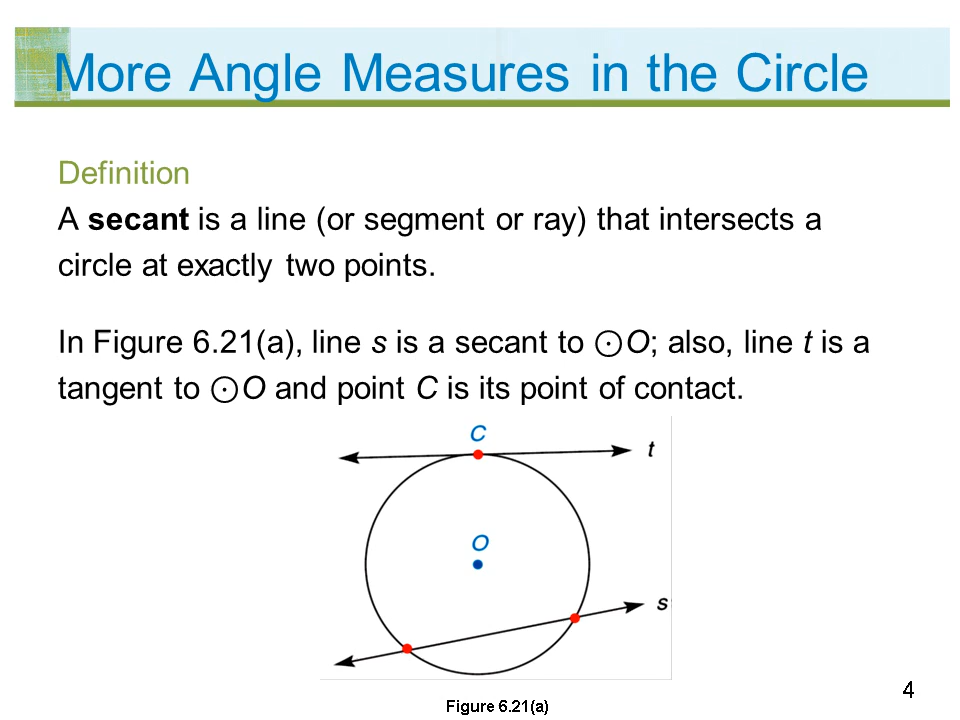 More Angle Measures in the Circle
Definition
A secant is a line (or segment or ray) that intersects a
circle at exactly two points.
In Figure 6.21(a), line s is a secant to ⨀O; also, line t is a
tangent to ⨀O and point C is its point of contact.
C
t
O
s
Figure 6.21(a)
4